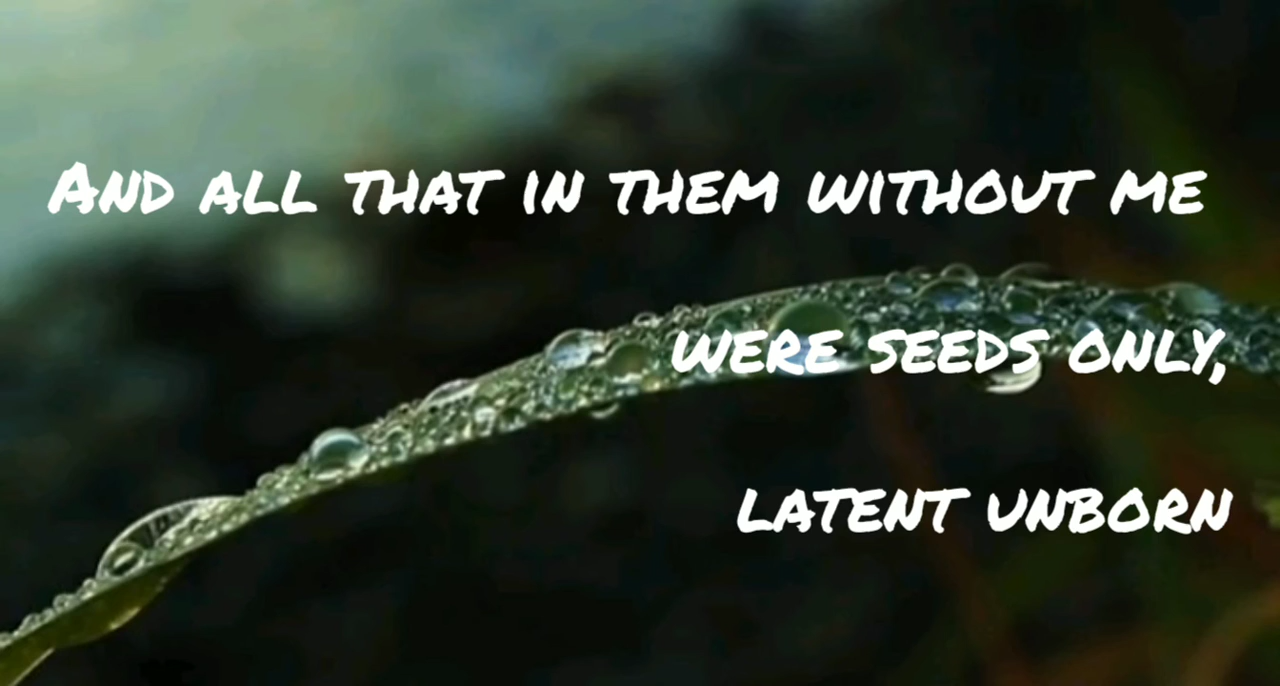 And all that in them without me
were seeds only,
latent unborn